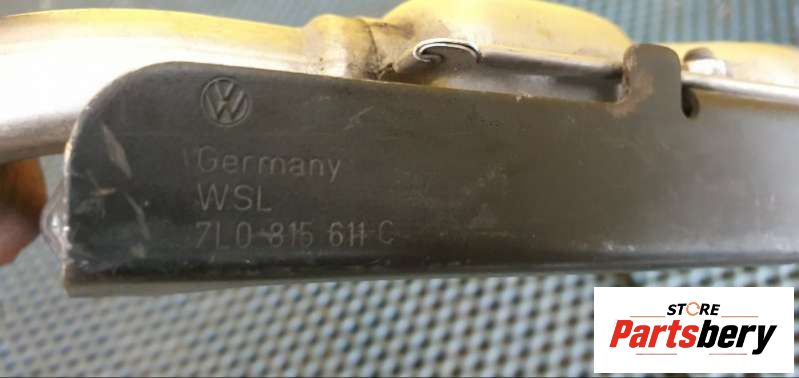 VW
Germany
WSL
7L0 815 611 C
STORE
Partsbery